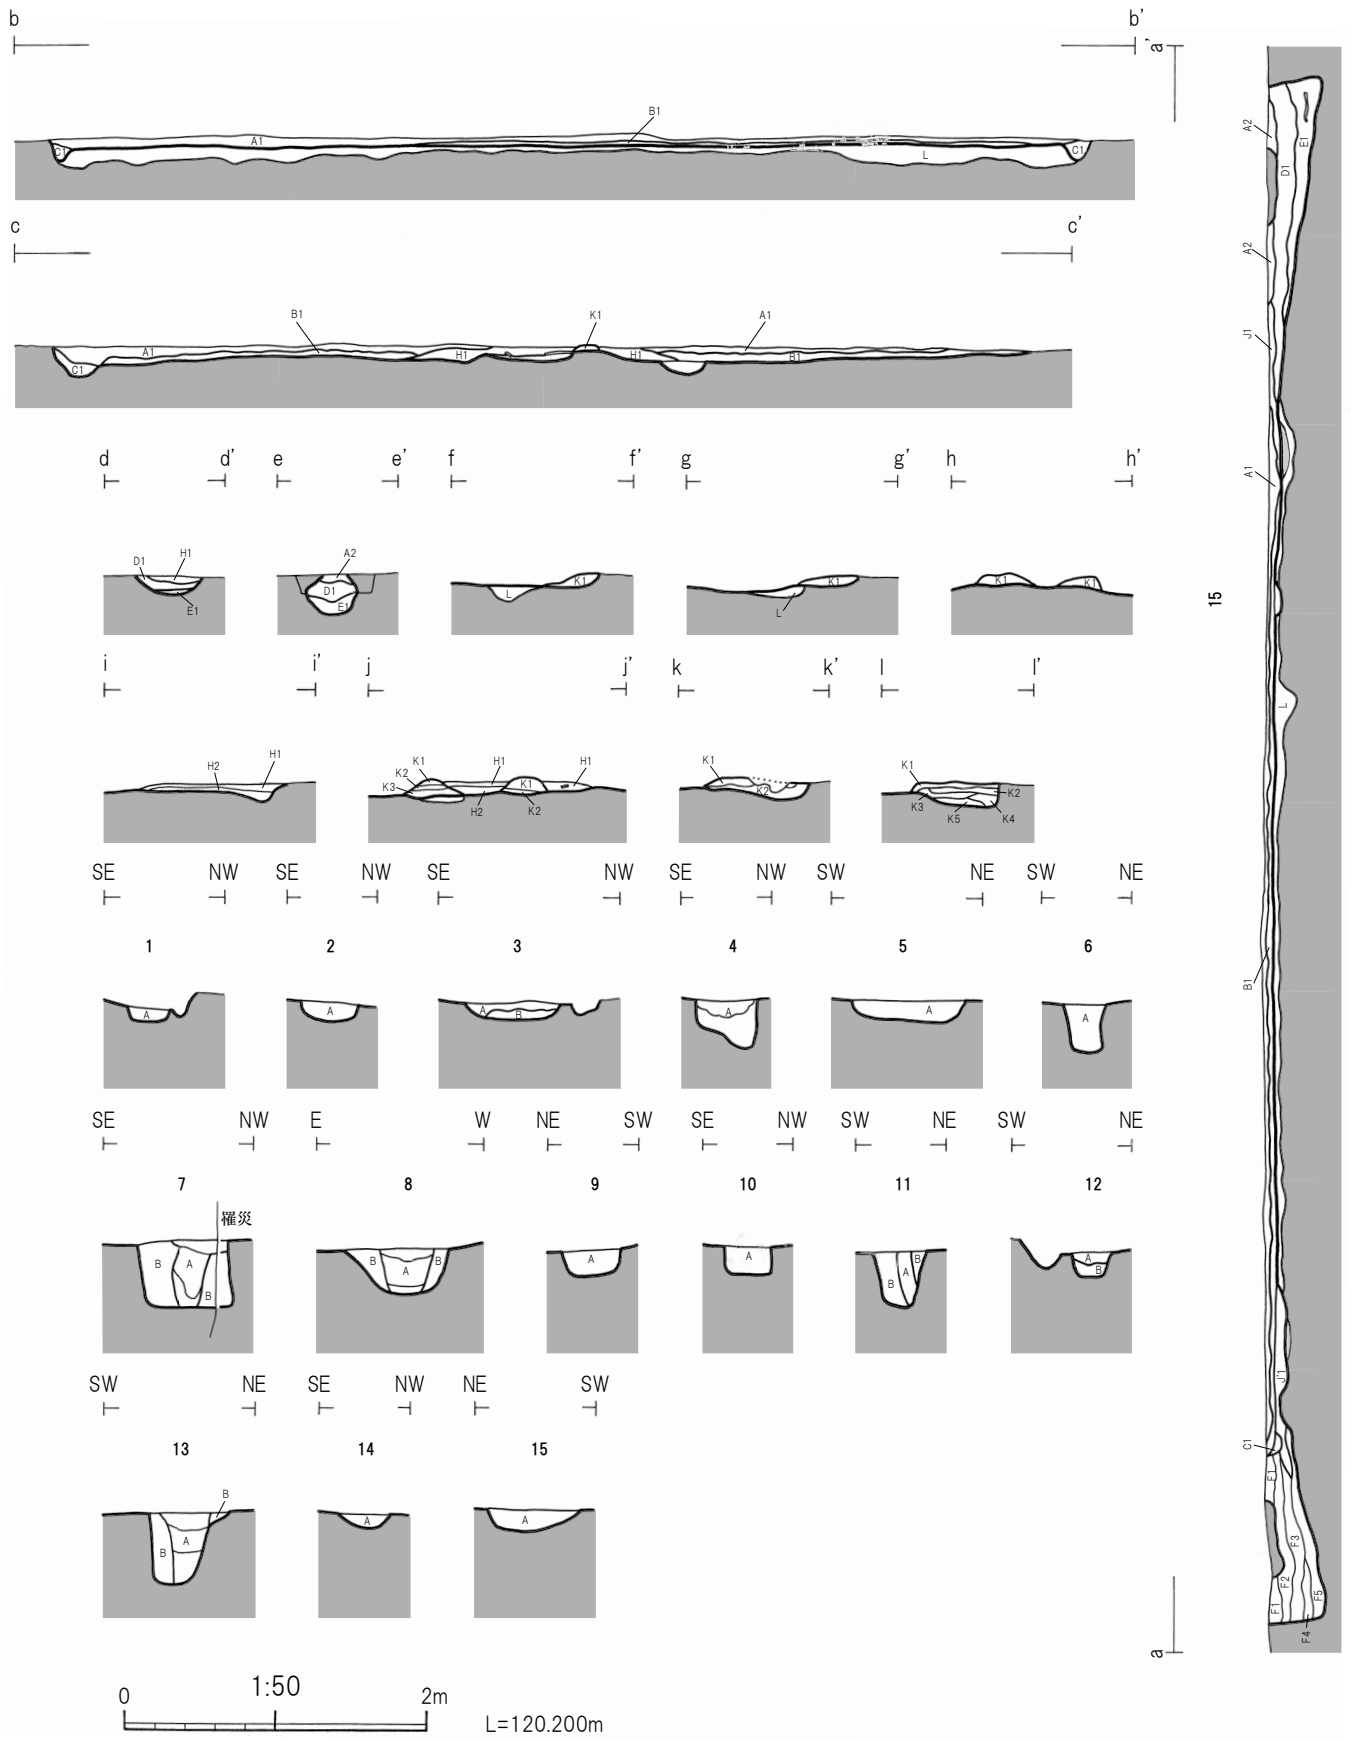 b b'
B1
A1
C1 L C1
c c'
B1 K1 A1
A1 H1 H1 B1
C1
d d' e e' f f' g g' h h'
D1 H1 E1
A2 D1 E1
L K1
K1 L
K1 K1
i i' j j' k k' l l'
H2 H1
K1 K2 K3 H1 H2 K1 K2 H1
K1 K2
K1 K3 K5 K2 K4
SE NW SE NW SE NW SE NW SW NE SW NE
1 2 3 4 5 6
A A A B A A A
SE NW E W NE SW SE NW SW NE SW NE
7 8 9 10 11 12
罹災
B A B B A B A A B A B A B
SW NE SE NW NE SW
13 14 15
B
B A A A
0 1:50 2m
L=120.200m
'a
A2
D1 E1
A2
J1
A1
15
L
B1
J'1
C1
F1
F3
F2
F1 F5
F4
a